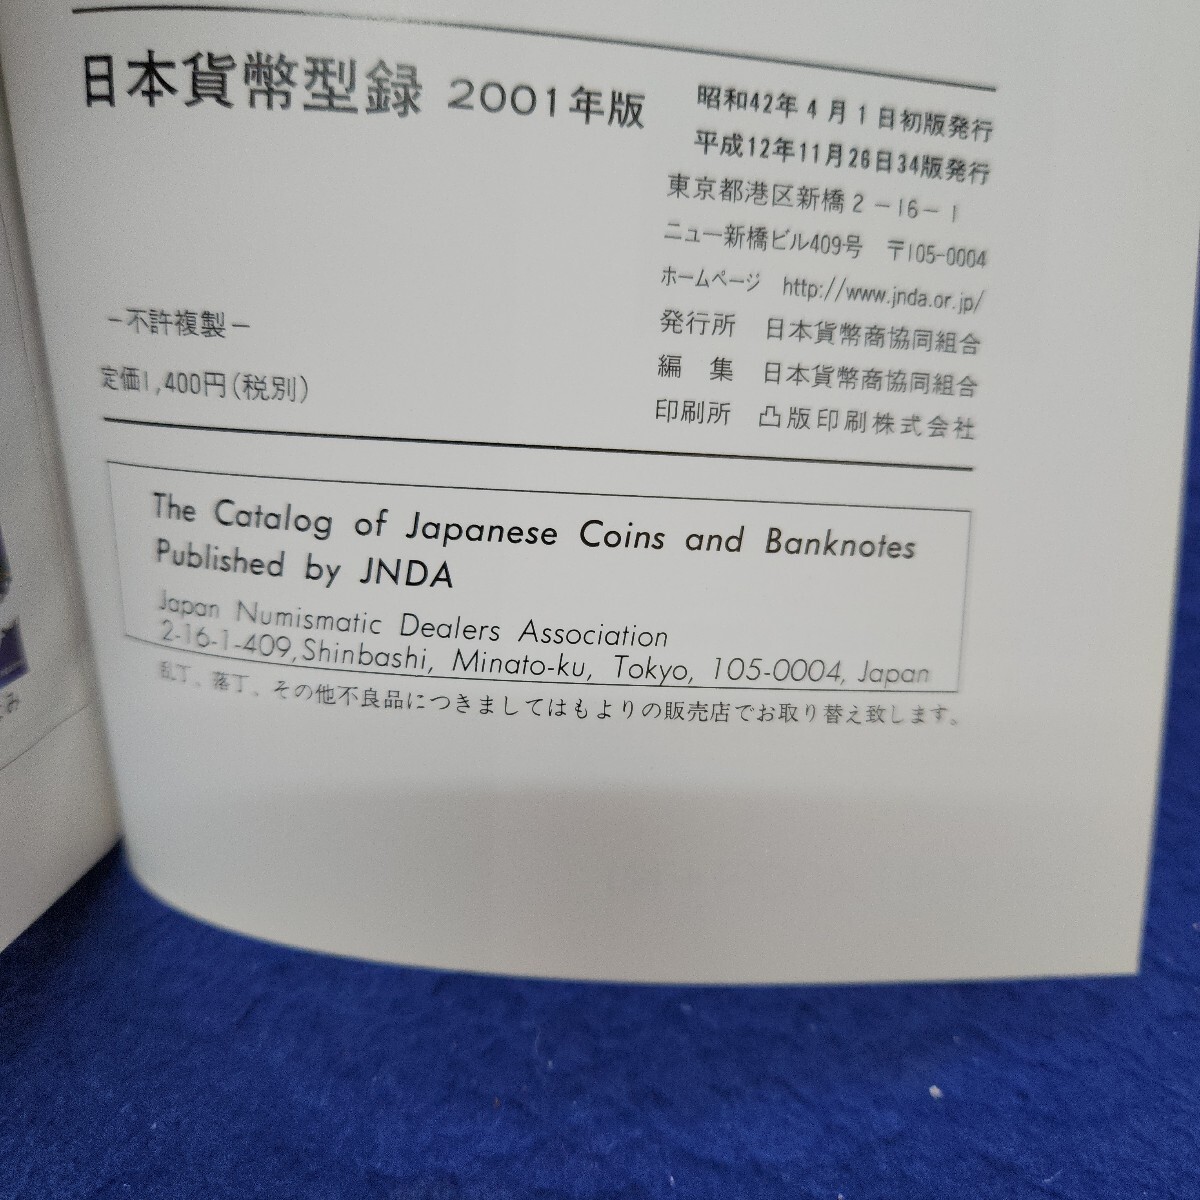 日本貨幣型録 2001年版
昭和42年4月1日初版発行
平成12年11月26日34版発行
東京都港区新橋2-16-1
ニュー新橋ビル409号 〒105-0004
ホームページ http://www.jnda.or.jp/
発行所 日本貨幣商協同組合
編 集 日本貨幣商協同組合
印刷所 凸版印刷株式会社
-不許複製-
定価1,400円(税別)
The Catalog of Japanese Coins and Banknotes
Published by JNDA
Japan Numismatic Dealers Association
2-16-1-409,Shinbashi, Minato-ku, Tokyo, 105-0004, Japan
乱丁、落丁、その他不良品につきましてはもよりの販売店でお取り替え致します。